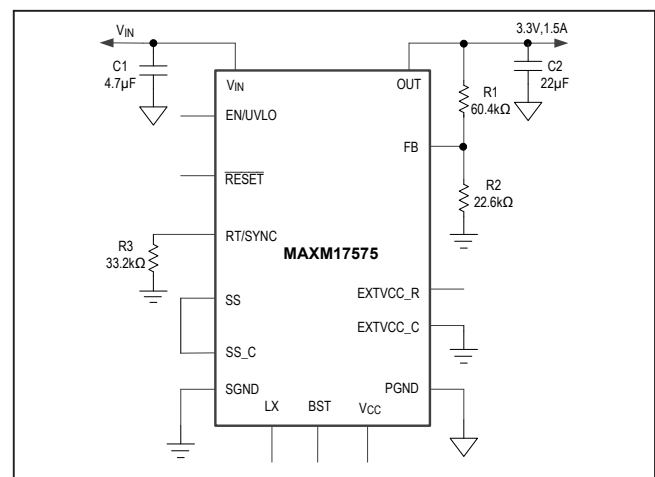 VIN
3.3V,1.5A
C1
4.7µF
C2
22µF
VIN
OUT
R1
60.4kΩ
EN/UVLO
FB
RESET
R2
22.6kΩ
RT/SYNC
R3
33.2kΩ
MAXM17575
SS
EXTVCC_R
SS_C
EXTVCC_C
SGND
PGND
LX
BST
VCC